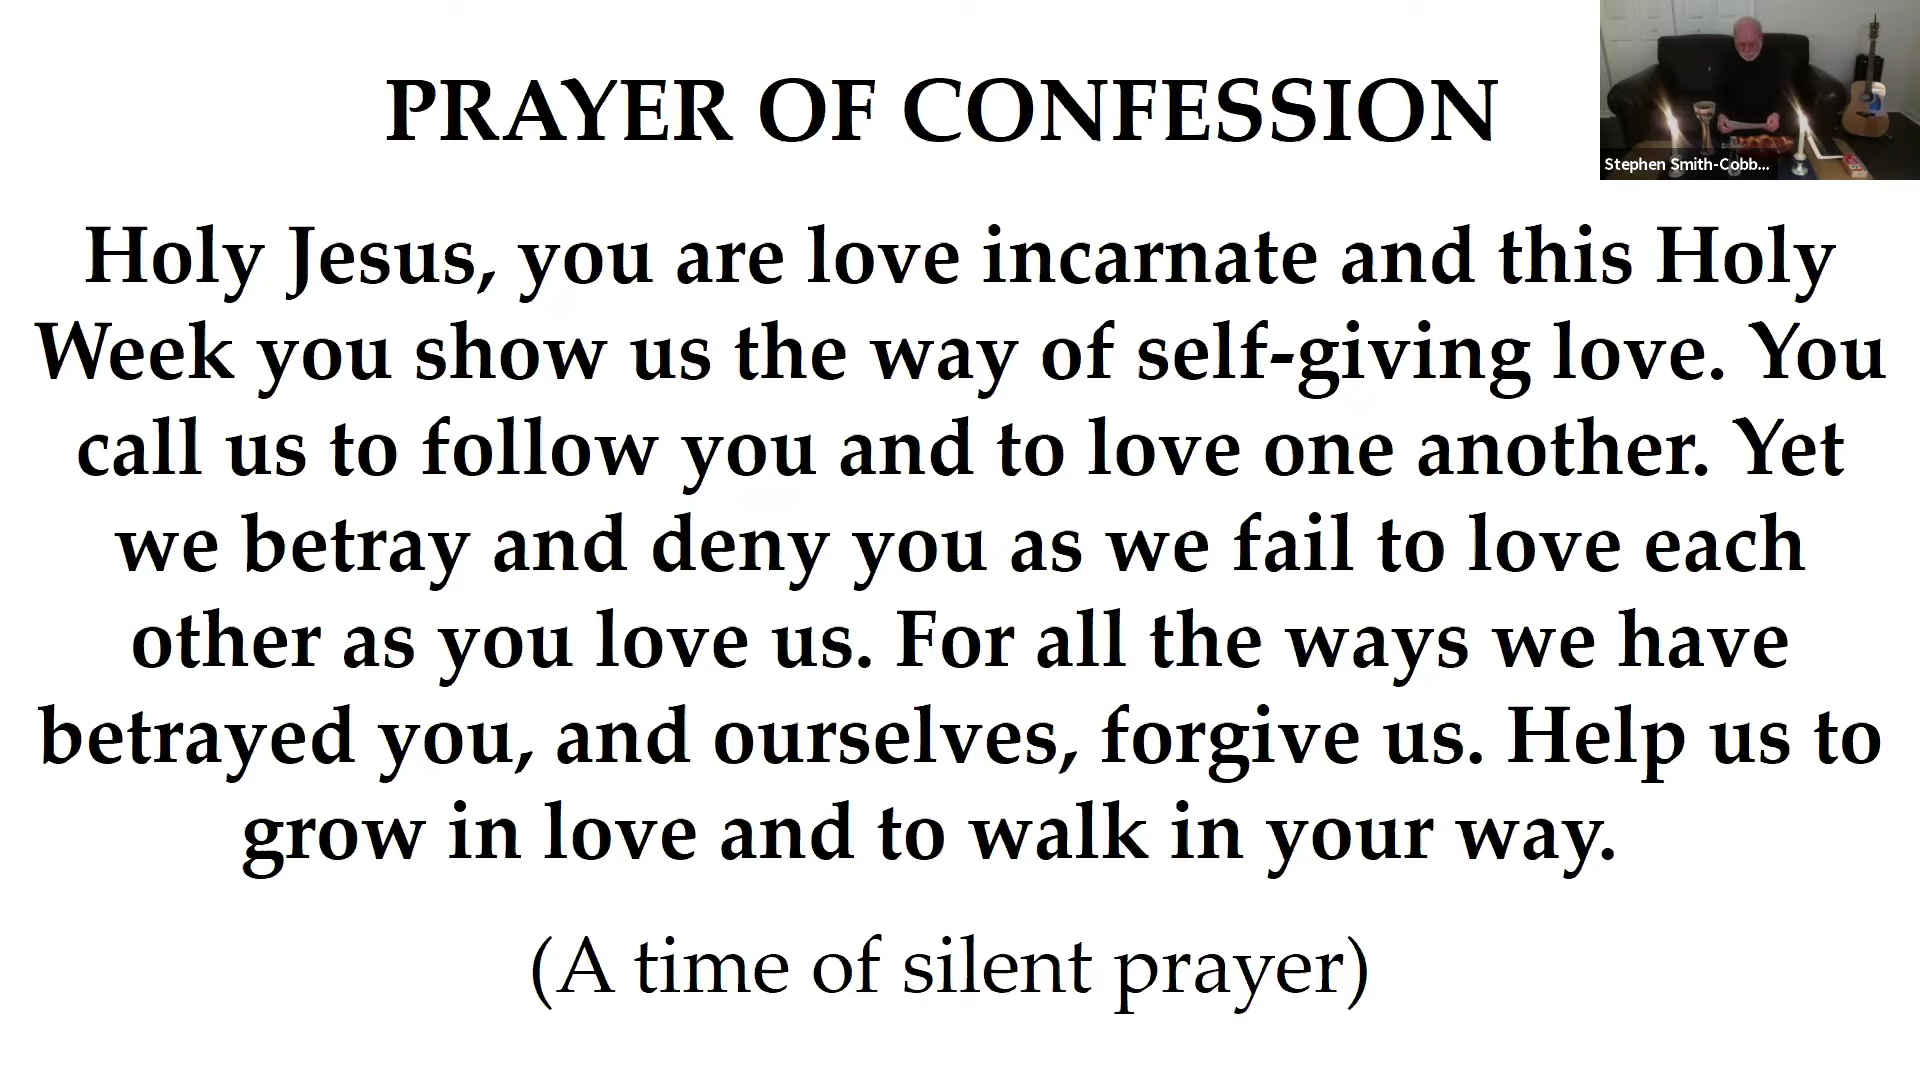 PRAYER OF CONFESSION
Stephen Smith-Cobb...
Holy Jesus, you are love incarnate and this Holy
Week you show us the way of self-giving love. You
call us to follow you and to love one another. Yet
we betray and deny you as we fail to love each
other as you love us. For all the ways we have
betrayed you, and ourselves, forgive us. Help us to
grow in love and to walk in your way.
(A time of silent prayer)